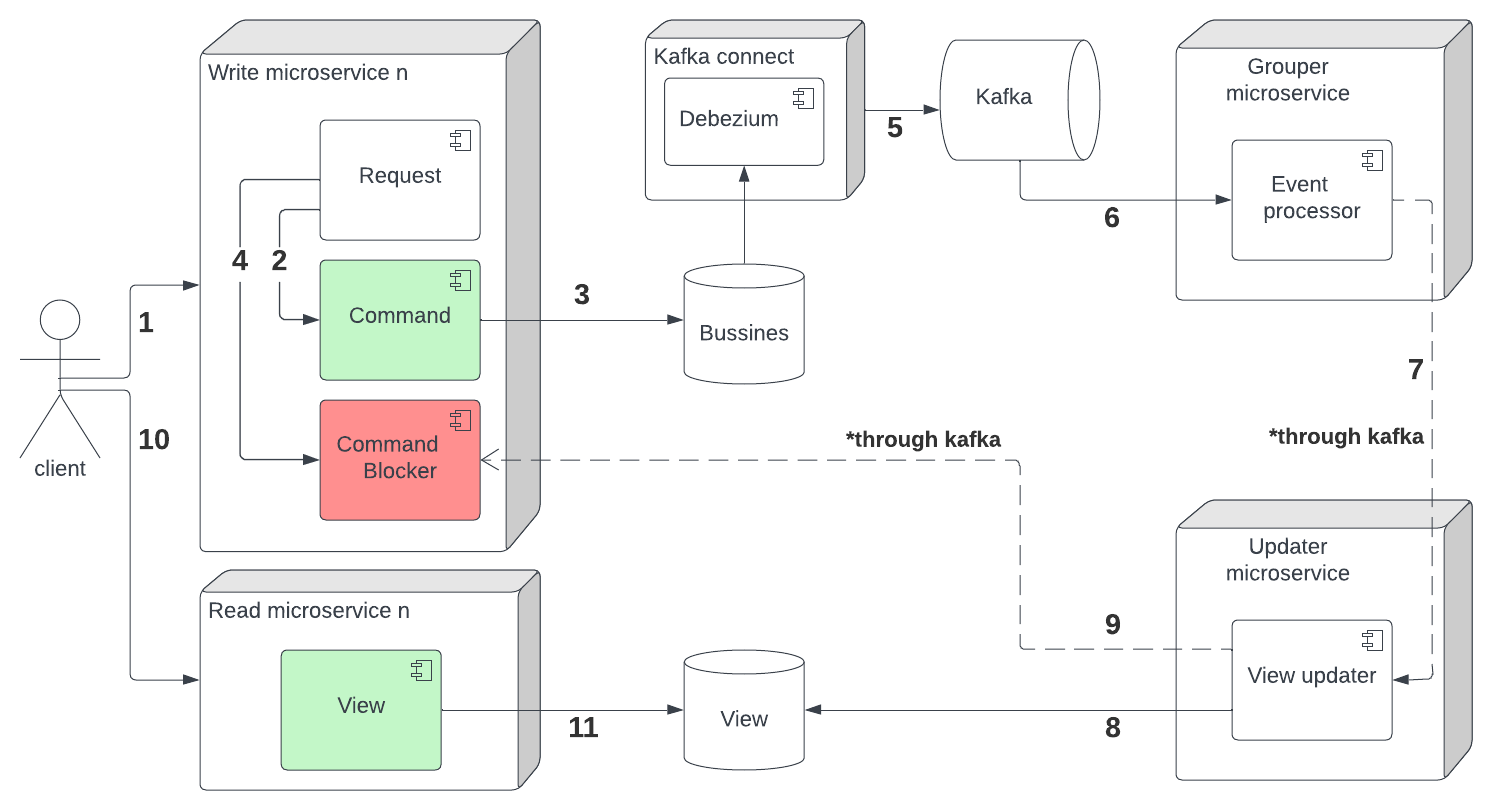 Write microservice n
Request
4
2
Command
Command
Blocker
1
10
client
Read microservice n
View
3
Kafka connect
Debezium
Bussines
5
Kafka
6
Grouper
microservice
Event
processor
7
*through kafka
*through kafka
Updater
microservice
View updater
9
8
11
View